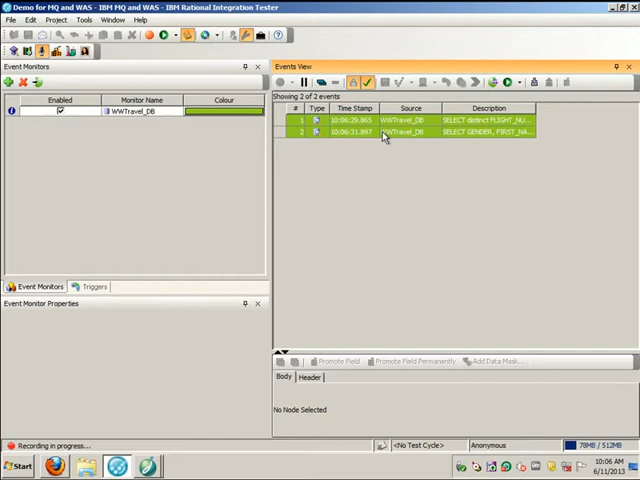 Demo for MQ and WAS - IBM MQ and WAS - IBM Rational Integration Tester
File Edit Project Tools Window Help
Event Monitors
Enabled Monitor Name Colour
WWTravel_DB
Event Monitors Triggers
Event Monitor Properties
Events View
Showing 2 of 2 events
# Type Time Stamp Source Description
1 10:06:29.865 WWTravel_DB SELECT distinct FLIGHT_NU...
2 10:06:31.897 WWTravel_DB SELECT GENDER, FIRST_NA...
Promote Field Promote Field Permanently Add Data Mask...
Body Header
No Node Selected
Recording in progress... <No Test Cycle> Anonymous 78MB / 512MB
Start
10:06 AM
6/11/2013